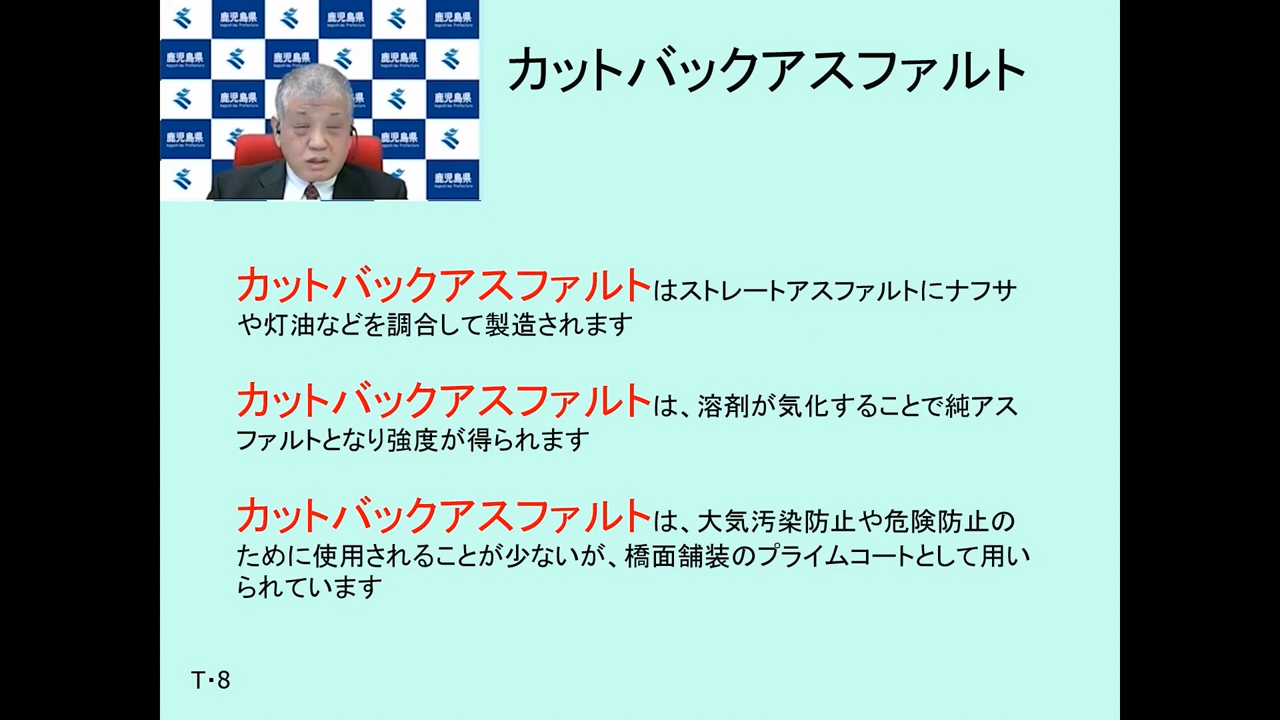 鹿児島県
Kagoshima Prefecture
カットバックアスファルト
カットバックアスファルトはストレートアスファルトにナフサ
や灯油などを調合して製造されます
カットバックアスファルトは、溶剤が気化することで純アス
ファルトとなり強度が得られます
カットバックアスファルトは、大気汚染防止や危険防止の
ために使用されることが少ないが、橋面舗装のプライムコートとして用い
られています
T・8